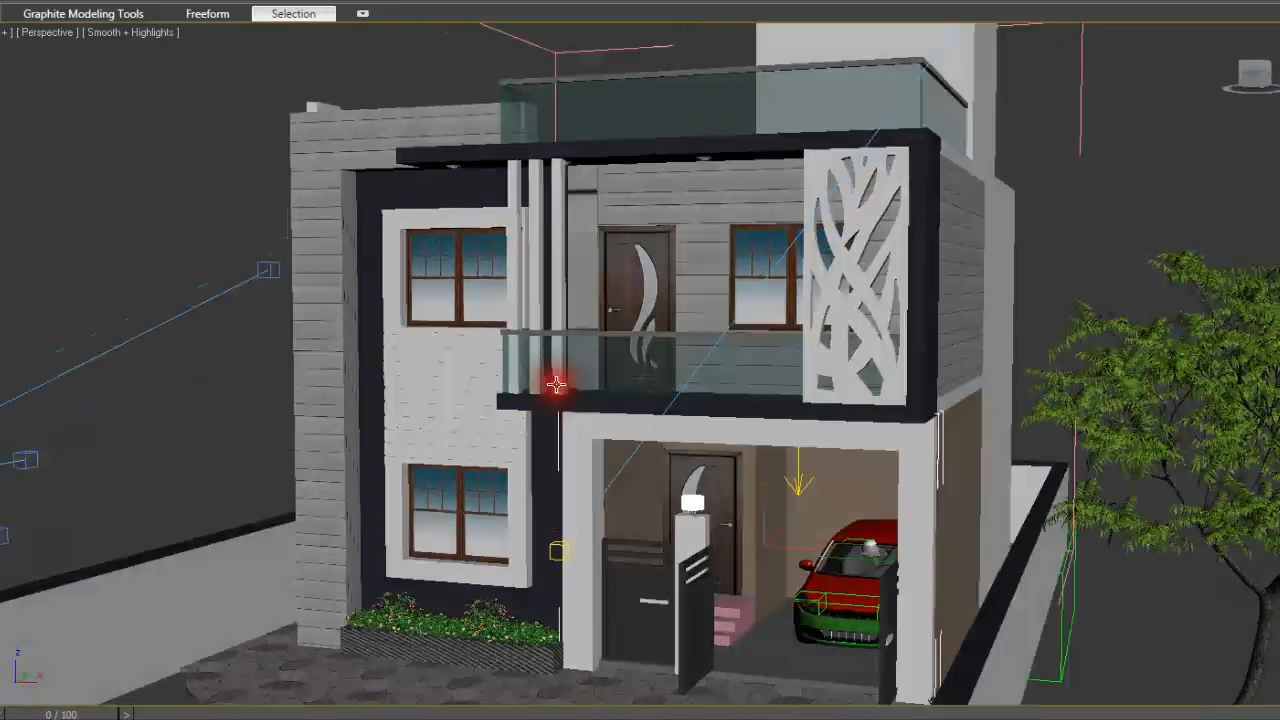 Graphite Modeling Tools Freeform Selection
+ ] [ Perspective ] [ Smooth + Highlights ]
z
x
0 / 100 >